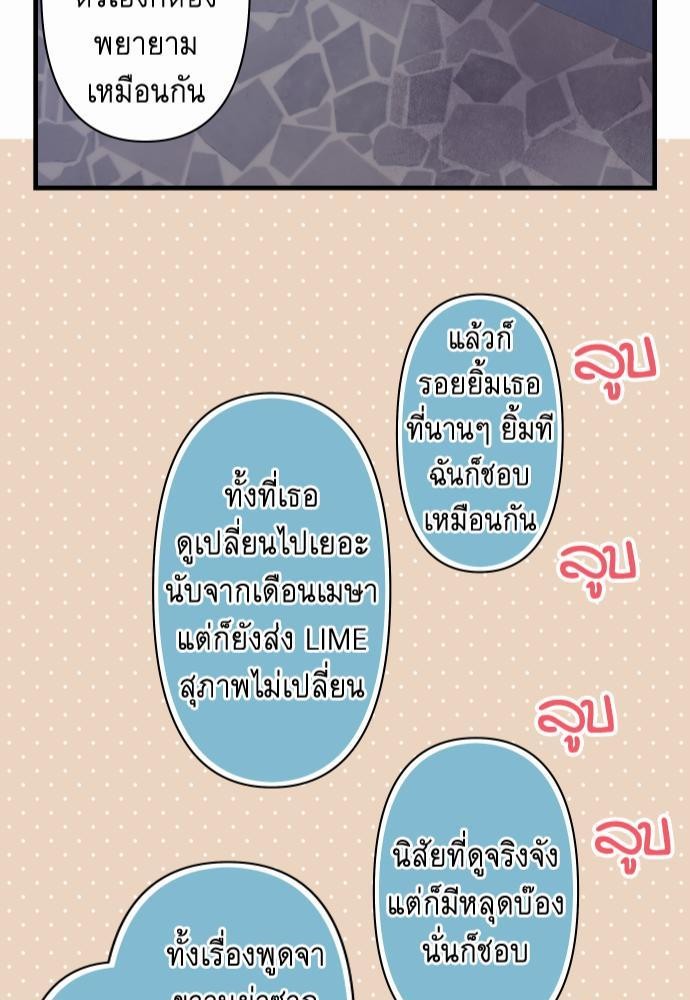 พยายาม
เหมือนกัน
แล้วก็
รอยยิ้มเธอ
ที่นานๆ ยิ้มที
ฉันก็ชอบ
เหมือนกัน
ลูบ
ทั้งที่เธอ
ดูเปลี่ยนไปเยอะ
นับจากเดือนเมษา
แต่ก็ยังส่ง LIME
สุภาพไม่เปลี่ยน
ลูบ
ลูบ
ลูบ
นิสัยที่ดูจริงจัง
แต่ก็มีหลุดบ๊อง
นั่นก็ชอบ
ทั้งเรื่องพูดจา